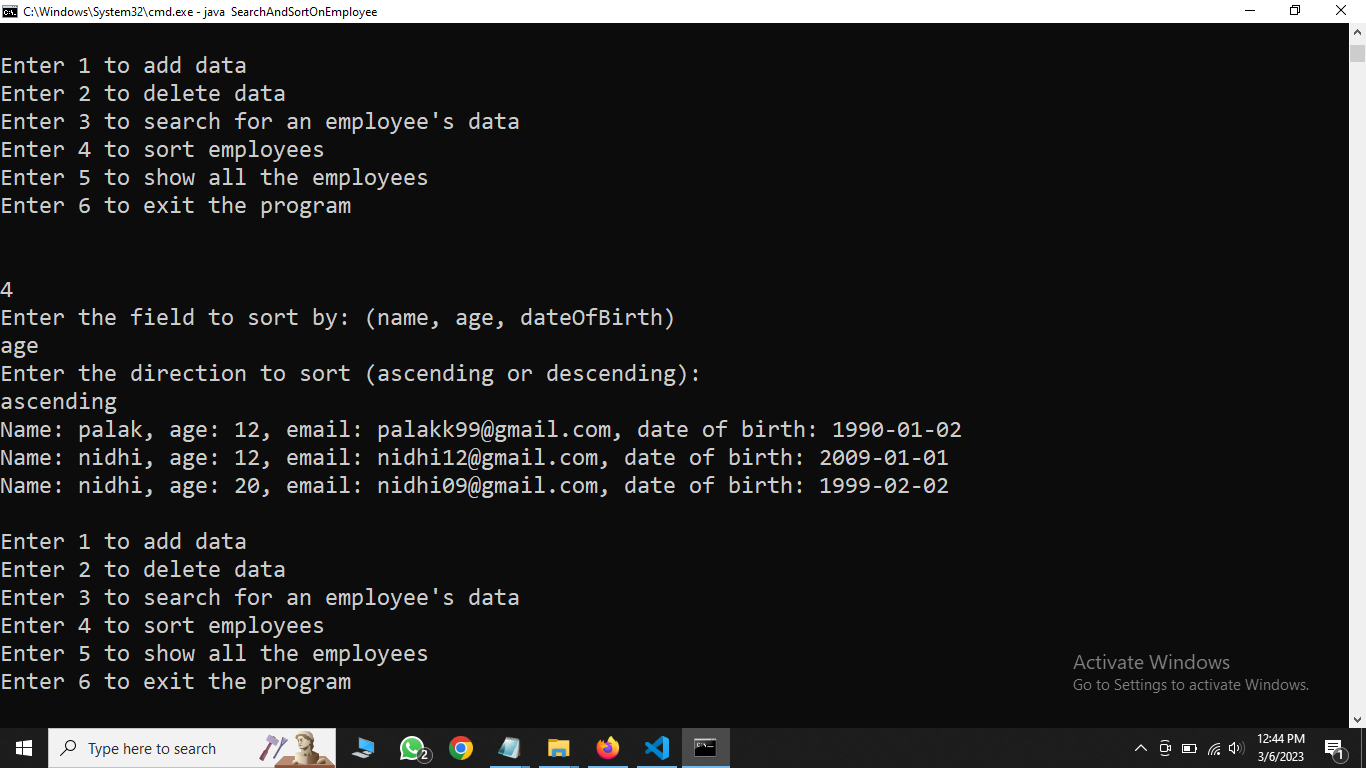 C:\Windows\System32\cmd.exe - java  SearchAndSortOnEmployee
Enter 1 to add data
Enter 2 to delete data
Enter 3 to search for an employee's data
Enter 4 to sort employees
Enter 5 to show all the employees
Enter 6 to exit the program
4
Enter the field to sort by: (name, age, dateOfBirth)
age
Enter the direction to sort (ascending or descending):
ascending
Name: palak, age: 12, email: palakk99@gmail.com, date of birth: 1990-01-02
Name: nidhi, age: 12, email: nidhi12@gmail.com, date of birth: 2009-01-01
Name: nidhi, age: 20, email: nidhi09@gmail.com, date of birth: 1999-02-02
Enter 1 to add data
Enter 2 to delete data
Enter 3 to search for an employee's data
Enter 4 to sort employees
Enter 5 to show all the employees
Enter 6 to exit the program
Activate Windows
Go to Settings to activate Windows.
Type here to search
2
12:44 PM
3/6/2023
1